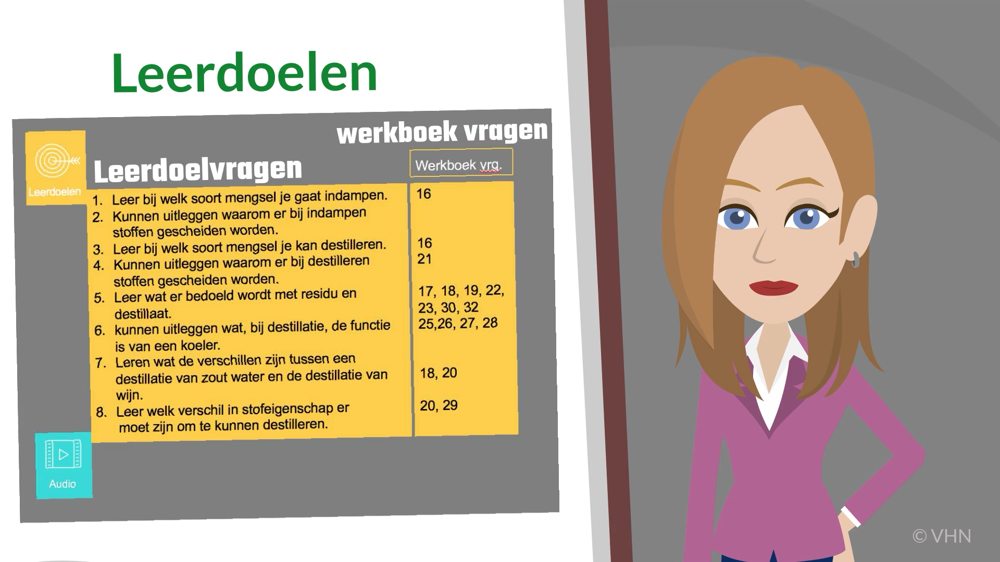 Leerdoelen
werkboek vragen
Leerdoelvragen
Werkboek vrg.
Leerdoelen
1. Leer bij welk soort mengsel je gaat indampen. 16
2. Kunnen uitleggen waarom er bij indampen
stoffen gescheiden worden.
3. Leer bij welk soort mengsel je kan destilleren. 16
4. Kunnen uitleggen waarom er bij destilleren 21
stoffen gescheiden worden.
5. Leer wat er bedoeld wordt met residu en 17, 18, 19, 22,
destillaat. 23, 30, 32
6. kunnen uitleggen wat, bij destillatie, de functie 25,26, 27, 28
is van een koeler.
7. Leren wat de verschillen zijn tussen een
destillatie van zout water en de destillatie van 18, 20
wijn.
8. Leer welk verschil in stofeigenschap er 20, 29
moet zijn om te kunnen destilleren.
Audio
© VHN